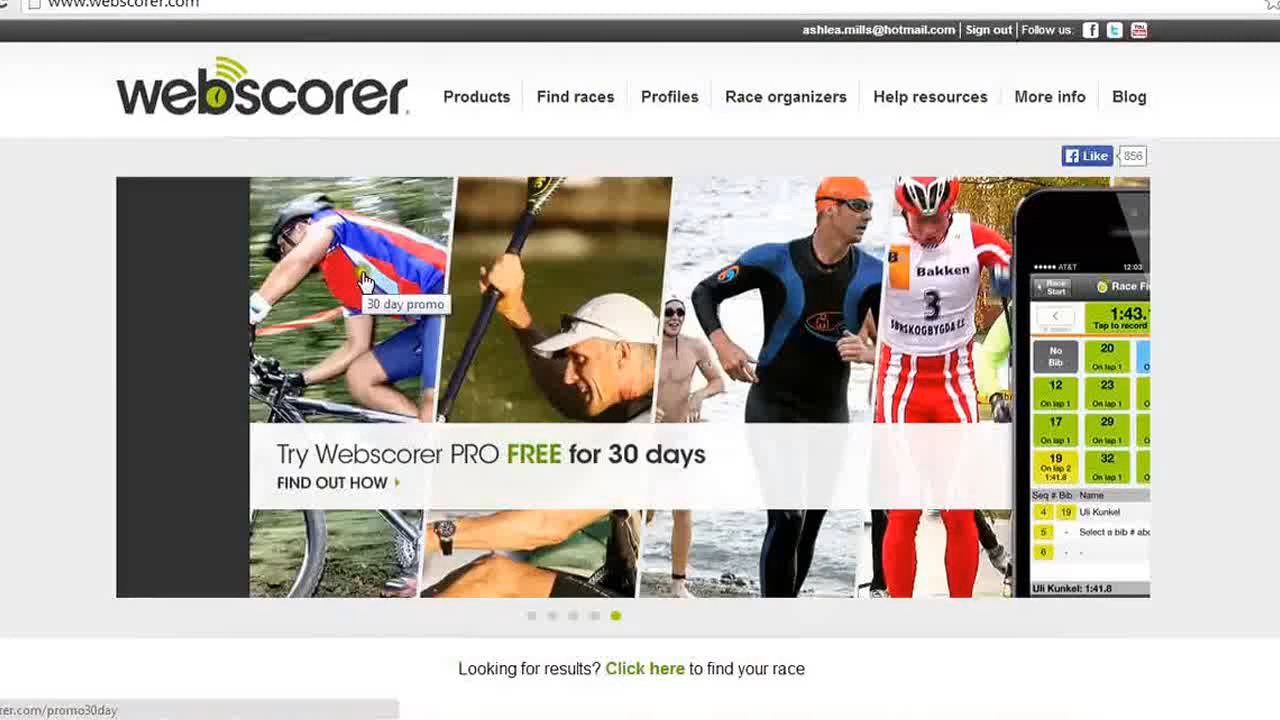 www.webscorer.com
ashlea.mills@hotmail.com | Sign out | Follow us:
webscorer
Products
Find races
Profiles
Race organizers
Help resources
More info
Blog
Like 856
30 day promo
Bakken
3
AT&T 12:03
Race Start
Race Fi
1:43.
Tap to record
No Bib
20
On lap 1
12
On lap 1
23
On lap 1
17
On lap 1
29
On lap 1
19
On lap 2
1:41.8
32
On lap 1
Seq # Bib Name
4 19 Uli Kunkel
5 - Select a bib # abo
6 - -
Uli Kunkel: 1:41.8
Try Webscorer PRO FREE for 30 days
FIND OUT HOW
Looking for results? Click here to find your race
rer.com/promo30day